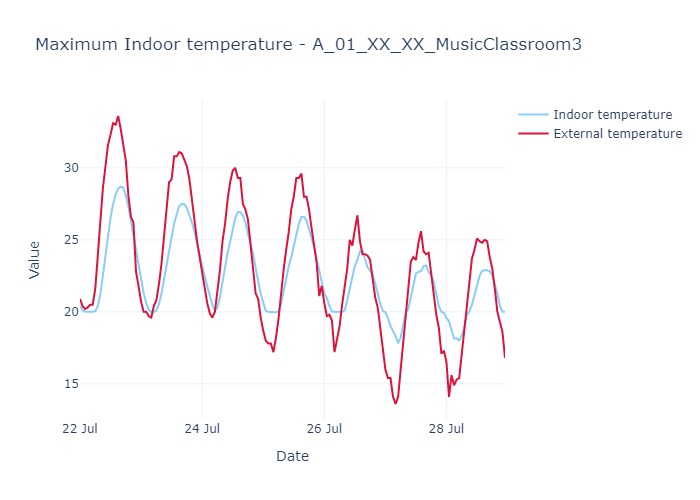 Maximum Indoor temperature - A_01_XX_XX_MusicClassroom3
Indoor temperature
External temperature
30
25
20
15
Value
22 Jul
24 Jul
26 Jul
28 Jul
Date